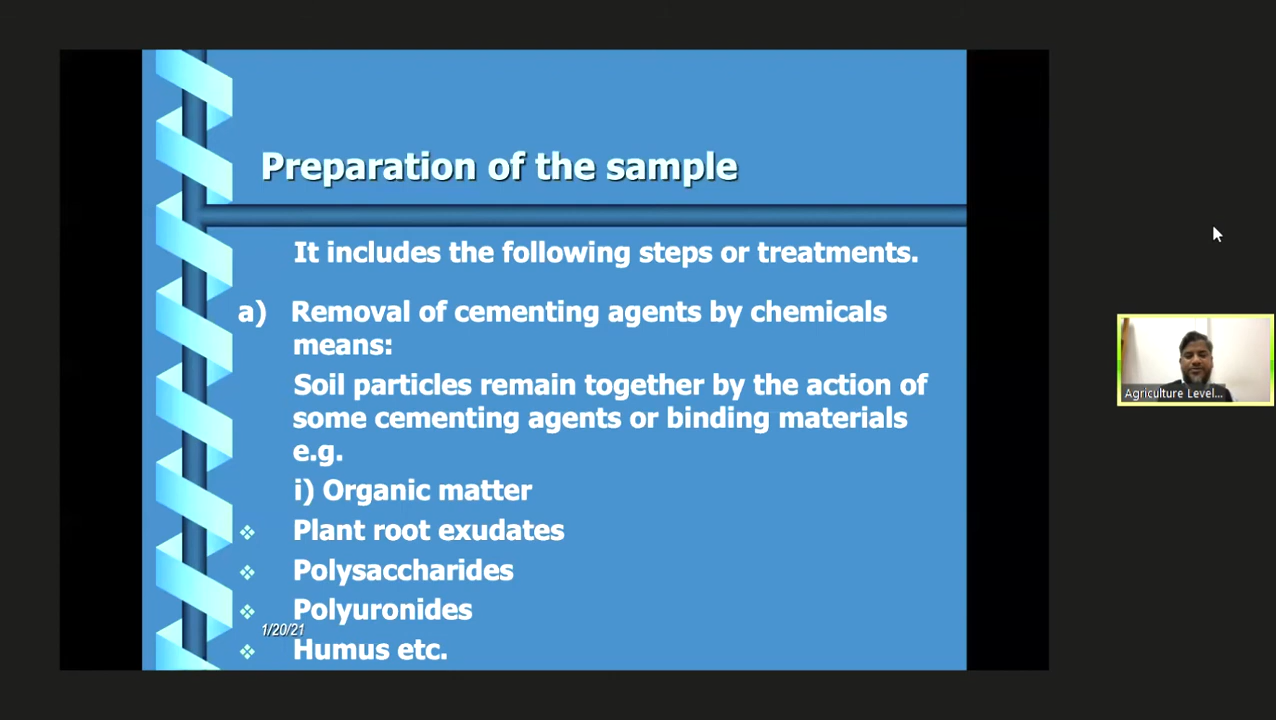 Preparation of the sample
It includes the following steps or treatments.
a) Removal of cementing agents by chemicals
means:
Soil particles remain together by the action of
some cementing agents or binding materials
e.g.
i) Organic matter
❖ Plant root exudates
❖ Polysaccharides
❖ Polyuronides
1/20/21
❖ Humus etc.
Agriculture Level...